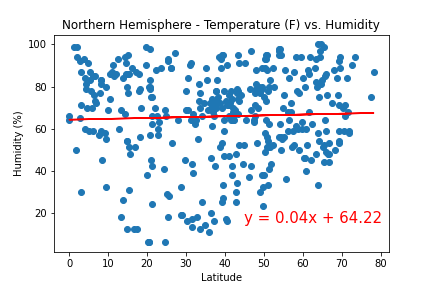 Northern Hemisphere - Temperature (F) vs. Humidity
100
80
60
40
20
Humidity (%)
y = 0.04x + 64.22
0 10 20 30 40 50 60 70 80
Latitude